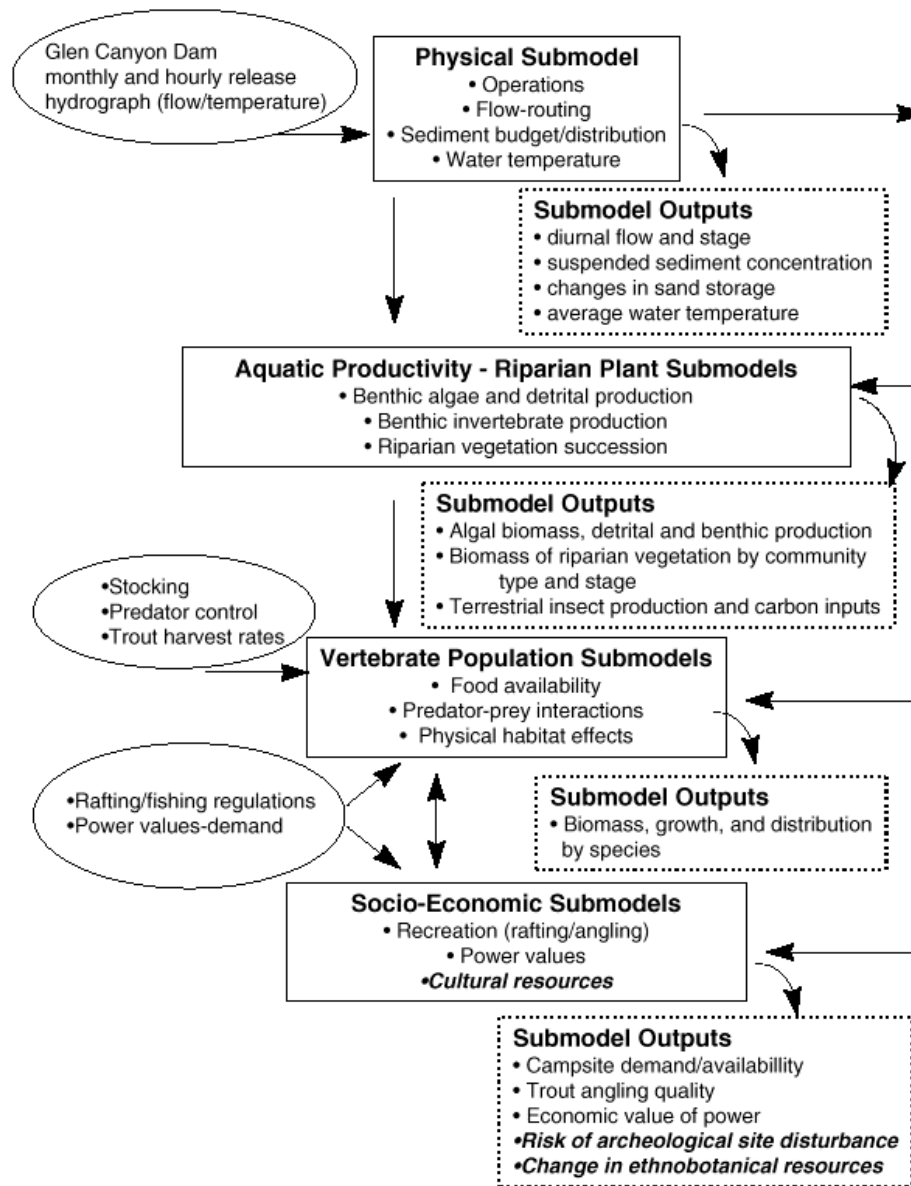 Glen Canyon Dam
monthly and hourly release
hydrograph (flow/temperature)
Physical Submodel
• Operations
• Flow-routing
• Sediment budget/distribution
• Water temperature
Submodel Outputs
• diurnal flow and stage
• suspended sediment concentration
• changes in sand storage
• average water temperature
Aquatic Productivity - Riparian Plant Submodels
• Benthic algae and detrital production
• Benthic invertebrate production
• Riparian vegetation succession
Submodel Outputs
• Algal biomass, detrital and benthic production
• Biomass of riparian vegetation by community
type and stage
• Terrestrial insect production and carbon inputs
•Stocking
•Predator control
•Trout harvest rates
Vertebrate Population Submodels
• Food availability
• Predator-prey interactions
• Physical habitat effects
Submodel Outputs
• Biomass, growth, and distribution
by species
•Rafting/fishing regulations
•Power values-demand
Socio-Economic Submodels
• Recreation (rafting/angling)
• Power values
•Cultural resources
Submodel Outputs
• Campsite demand/availabillity
• Trout angling quality
• Economic value of power
•Risk of archeological site disturbance
•Change in ethnobotanical resources